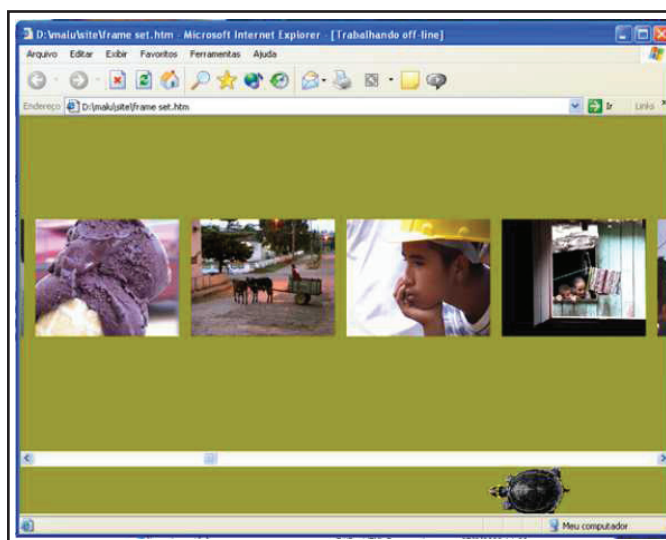 D:\malu\site\frame set.htm - Microsoft Internet Explorer - [Trabalhando off-line]
Arquivo Editar Exibir Favoritos Ferramentas Ajuda
Endereço D:\malu\site\frame set.htm Ir Links »
Meu computador